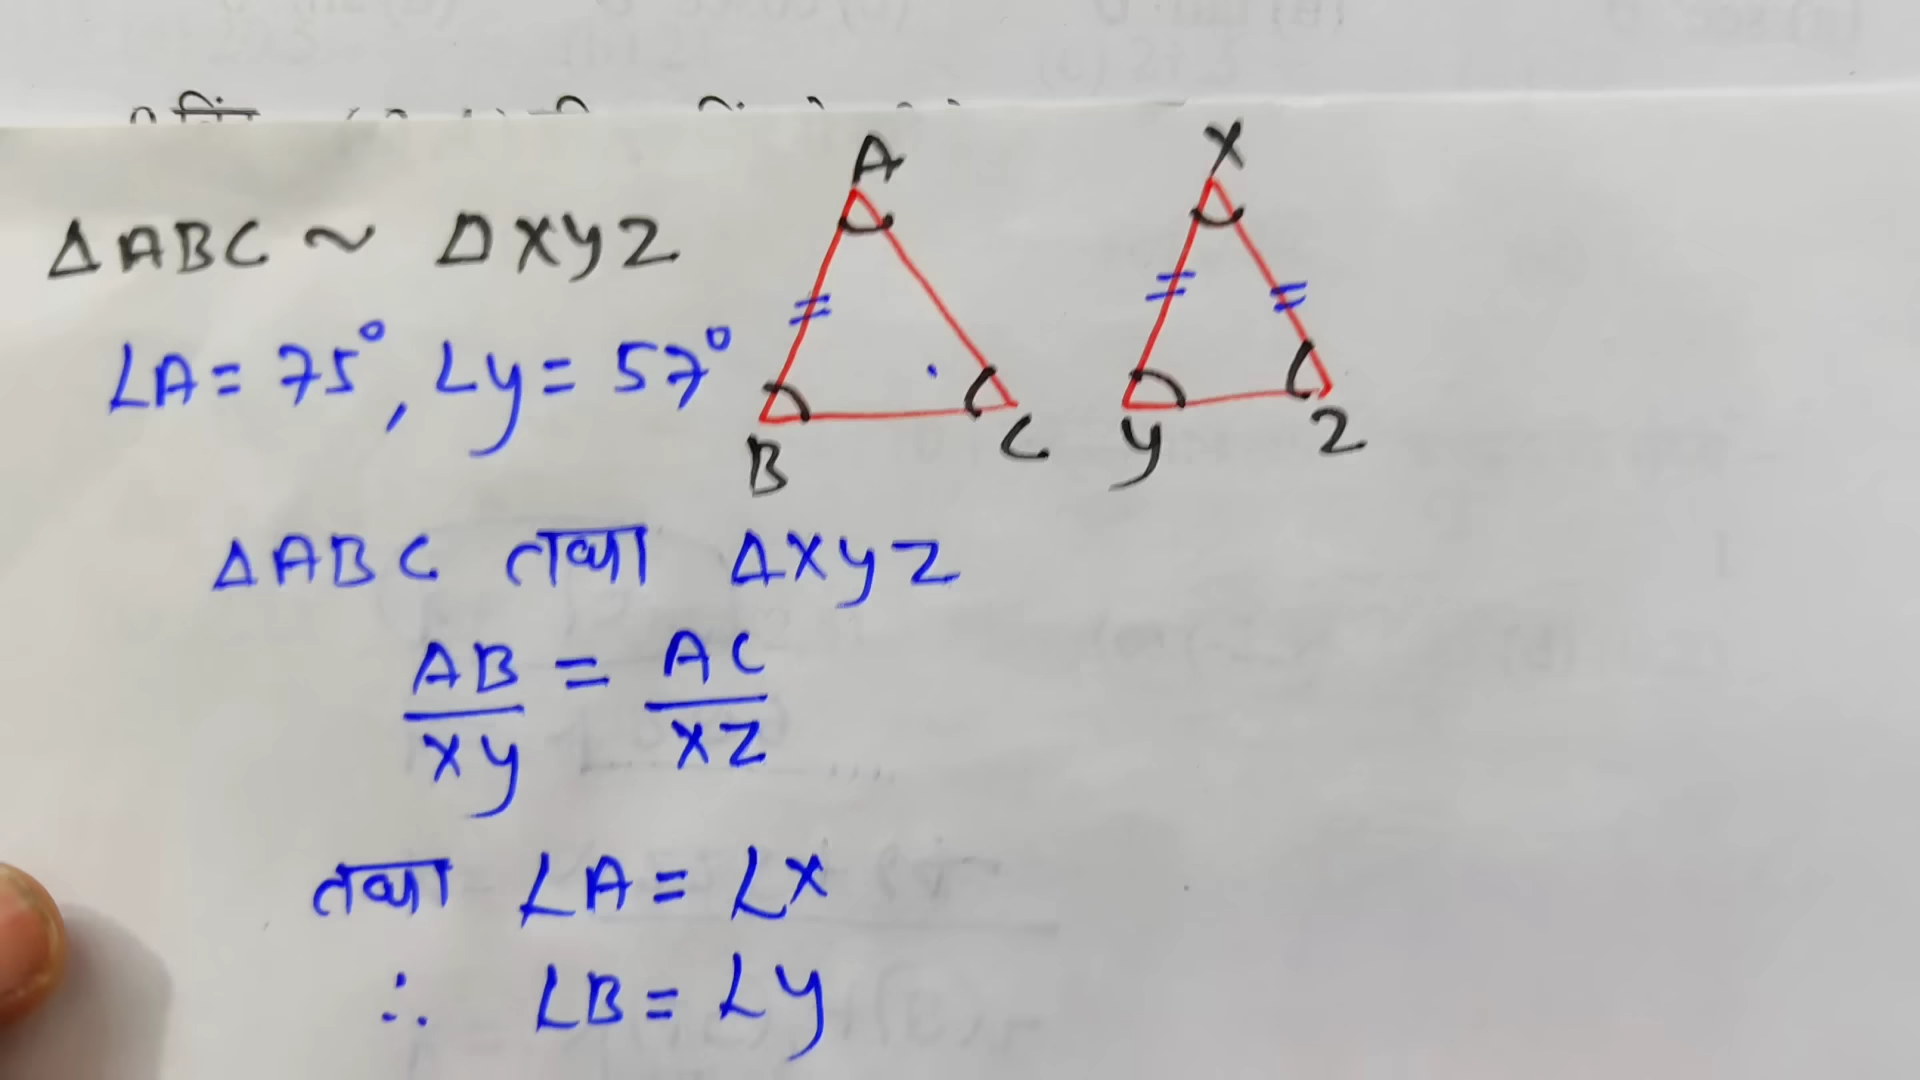 ΔABC ~ ΔXYZ
∠A = 75°, ∠y = 57°
A
B
C
X
y
Z
ΔABC तथा ΔXYZ
AB/XY = AC/XZ
तथा ∠A = ∠X
∴ ∠B = ∠y